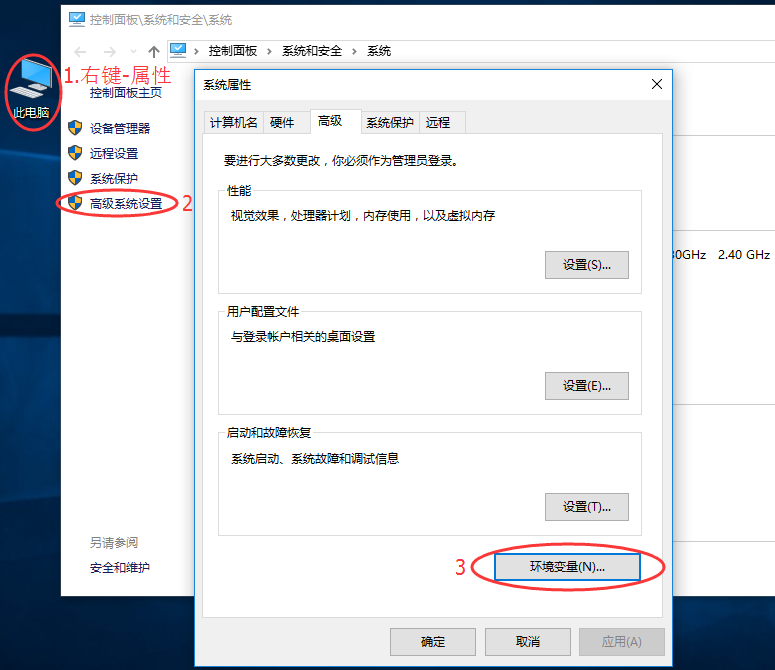 控制面板\系统和安全\系统
控制面板 > 系统和安全 > 系统
1.右键-属性
此电脑
控制面板主页
设备管理器
远程设置
系统保护
高级系统设置
2
系统属性
计算机名 硬件 高级 系统保护 远程
要进行大多数更改，你必须作为管理员登录。
性能
视觉效果，处理器计划，内存使用，以及虚拟内存
设置(S)...
30GHz 2.40 GHz
用户配置文件
与登录帐户相关的桌面设置
设置(E)...
启动和故障恢复
系统启动、系统故障和调试信息
设置(T)...
另请参阅
安全和维护
3
环境变量(N)...
确定 取消 应用(A)